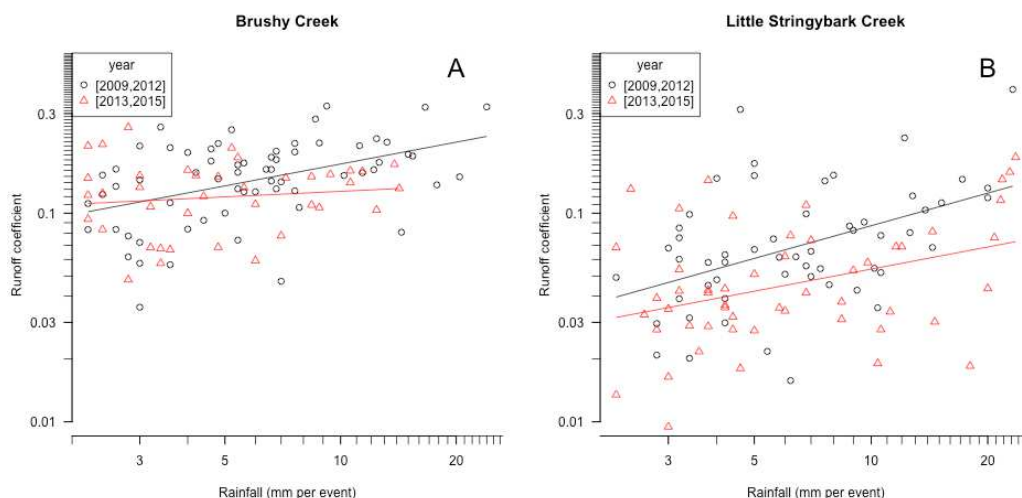 Brushy Creek
A
year
[2009,2012]
[2013,2015]
0.3
0.1
0.03
0.01
Runoff coefficient
3
5
10
20
Rainfall (mm per event)
Little Stringybark Creek
B
year
[2009,2012]
[2013,2015]
0.3
0.1
0.03
0.01
Runoff coefficient
3
5
10
20
Rainfall (mm per event)